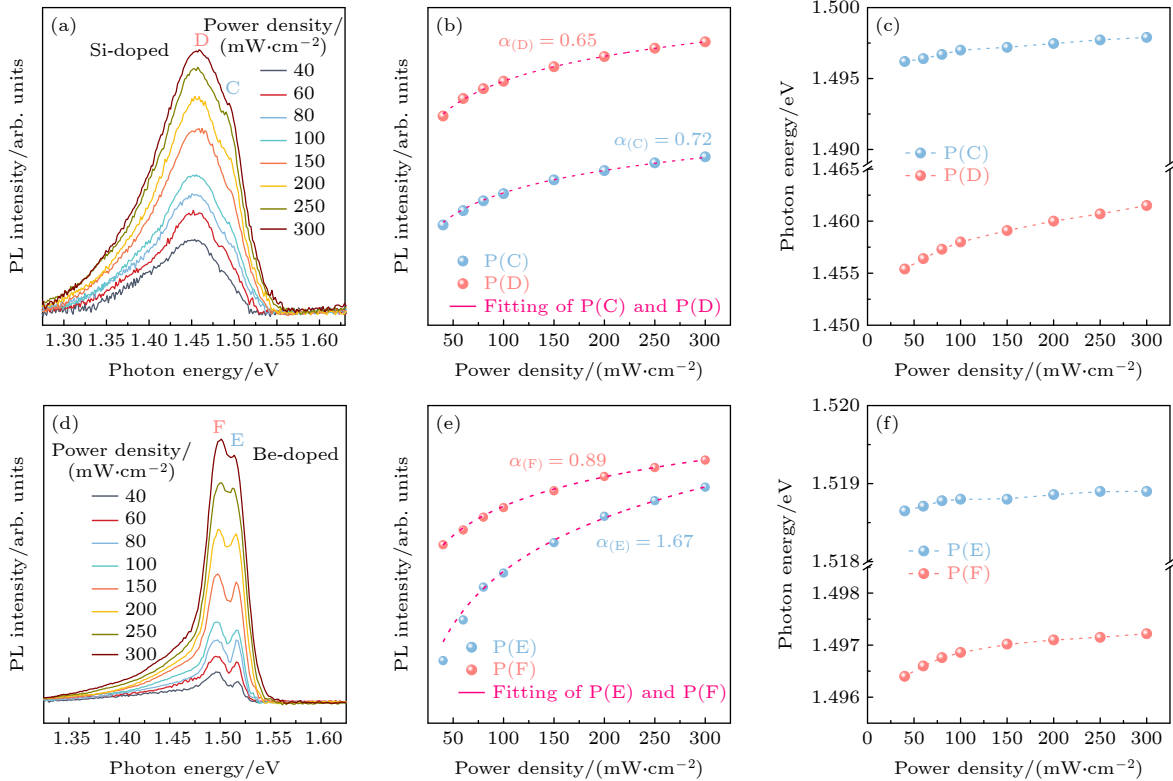 (a)
Si-doped
D
C
Power density/
(mW·cm−2)
40
60
80
100
150
200
250
300
PL intensity/arb. units
1.30 1.35 1.40 1.45 1.50 1.55 1.60
Photon energy/eV
(b)
α(D) = 0.65
α(C) = 0.72
P(C)
P(D)
Fitting of P(C) and P(D)
PL intensity/arb. units
50 100 150 200 250 300
Power density/(mW·cm−2)
(c)
1.500
1.495
1.490
1.465
1.460
1.455
1.450
P(C)
P(D)
Photon energy/eV
0 50 100 150 200 250 300
Power density/(mW·cm−2)
(d)
F
E
Be-doped
Power density/
(mW·cm−2)
40
60
80
100
150
200
250
300
PL intensity/arb. units
1.35 1.40 1.45 1.50 1.55 1.60
Photon energy/eV
(e)
α(F) = 0.89
α(E) = 1.67
P(E)
P(F)
Fitting of P(E) and P(F)
PL intensity/arb. units
50 100 150 200 250 300
Power density/(mW·cm−2)
(f)
1.520
1.519
1.518
1.498
1.497
1.496
P(E)
P(F)
Photon energy/eV
0 50 100 150 200 250 300
Power density/(mW·cm−2)